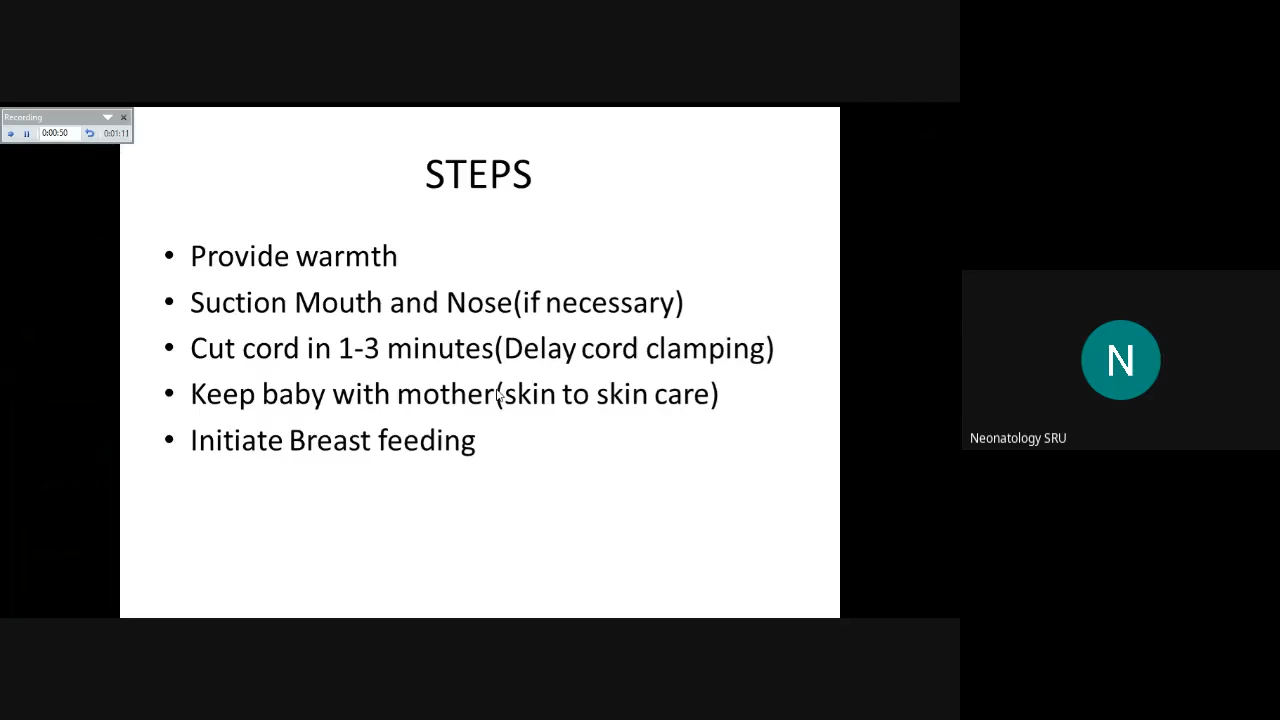 Recording
0:00:50
0:01:11
STEPS
• Provide warmth
• Suction Mouth and Nose(if necessary)
• Cut cord in 1-3 minutes(Delay cord clamping)
• Keep baby with mother(skin to skin care)
• Initiate Breast feeding
N
Neonatology SRU